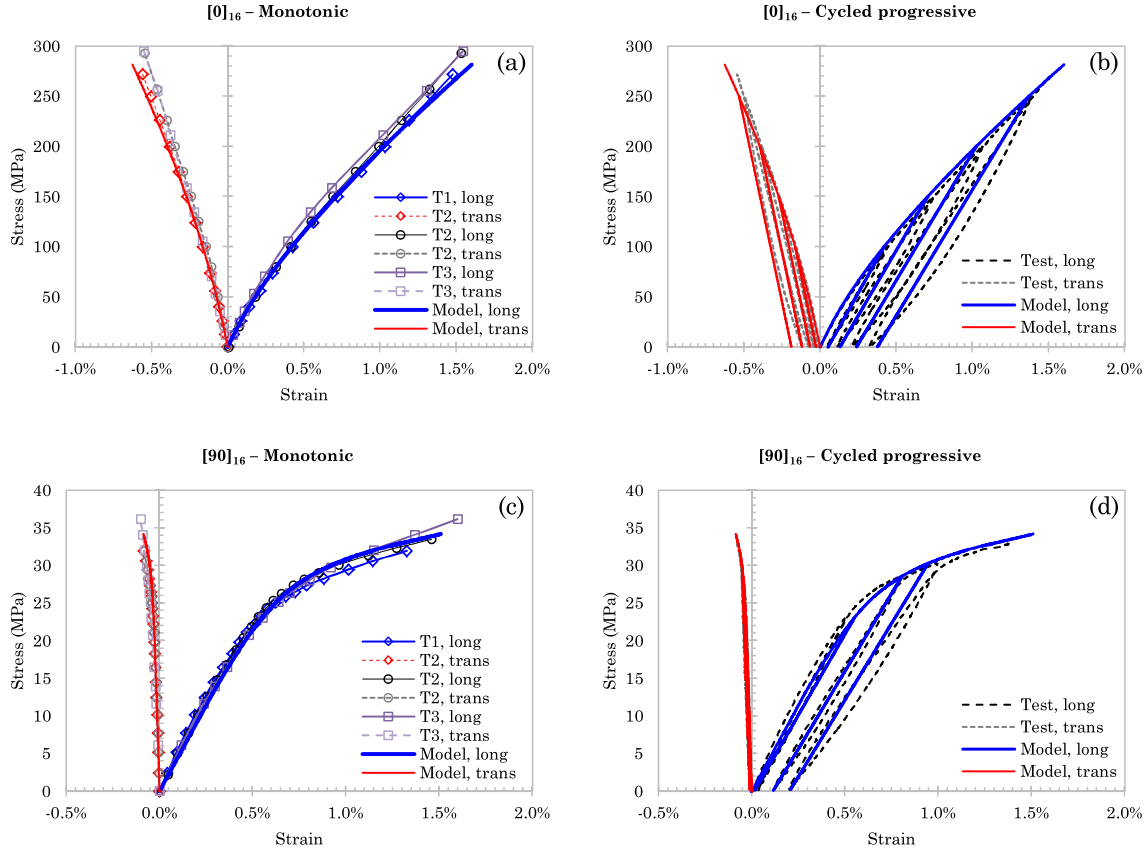 [0]16 – Monotonic
(a)
Stress (MPa)
300
250
200
150
100
50
0
-1.0%
-0.5%
0.0%
0.5%
1.0%
1.5%
2.0%
Strain
T1, long
T2, trans
T2, long
T2, trans
T3, long
T3, trans
Model, long
Model, trans
[0]16 – Cycled progressive
(b)
Stress (MPa)
300
250
200
150
100
50
0
-1.0%
-0.5%
0.0%
0.5%
1.0%
1.5%
2.0%
Strain
Test, long
Test, trans
Model, long
Model, trans
[90]16 – Monotonic
(c)
Stress (MPa)
40
35
30
25
20
15
10
5
0
-0.5%
0.0%
0.5%
1.0%
1.5%
2.0%
Strain
T1, long
T2, trans
T2, long
T2, trans
T3, long
T3, trans
Model, long
Model, trans
[90]16 – Cycled progressive
(d)
Stress (MPa)
40
35
30
25
20
15
10
5
0
-0.5%
0.0%
0.5%
1.0%
1.5%
2.0%
Strain
Test, long
Test, trans
Model, long
Model, trans